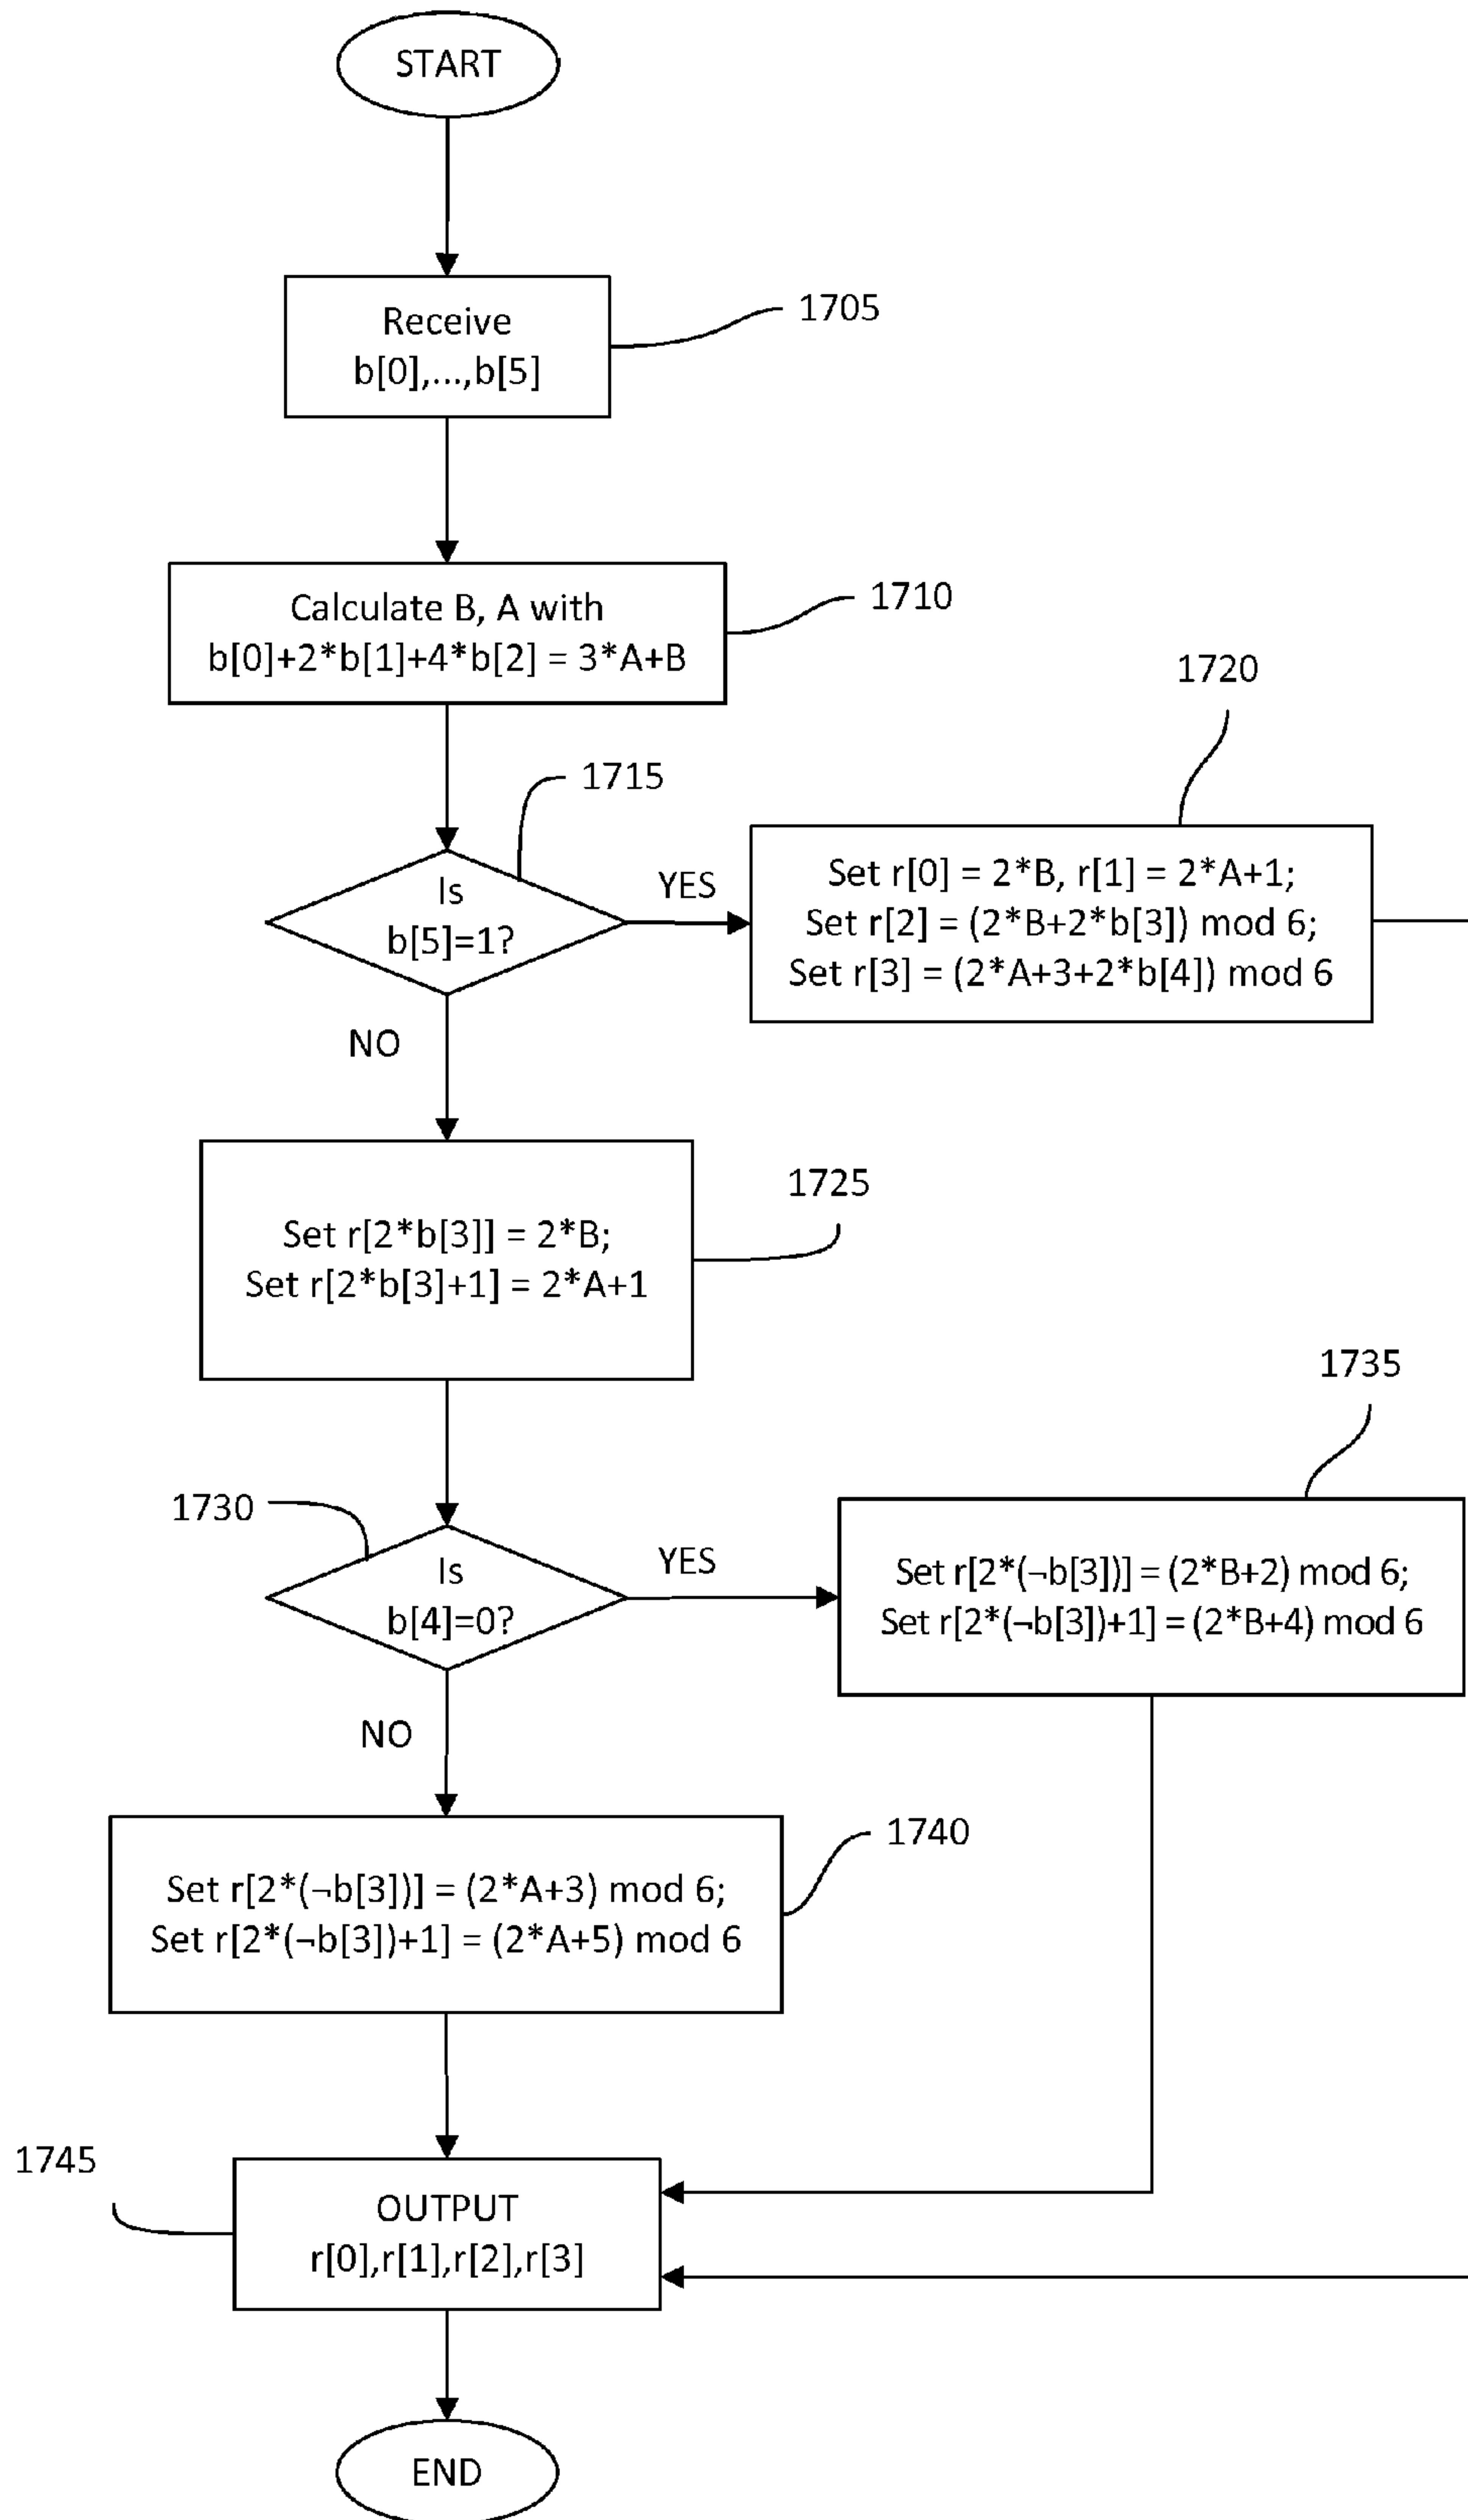 START
Receive
b[0],...,b[5]
1705
Calculate B, A with
b[0]+2*b[1]+4*b[2] = 3*A+B
1710
1720
1715
Is
b[5]=1?
YES
Set r[0] = 2*B, r[1] = 2*A+1;
Set r[2] = (2*B+2*b[3]) mod 6;
Set r[3] = (2*A+3+2*b[4]) mod 6
NO
1725
Set r[2*b[3]] = 2*B;
Set r[2*b[3]+1] = 2*A+1
1735
1730
Is
b[4]=0?
YES
Set r[2*(¬b[3])] = (2*B+2) mod 6;
Set r[2*(¬b[3])+1] = (2*B+4) mod 6
NO
1740
Set r[2*(¬b[3])] = (2*A+3) mod 6;
Set r[2*(¬b[3])+1] = (2*A+5) mod 6
1745
OUTPUT
r[0],r[1],r[2],r[3]
END